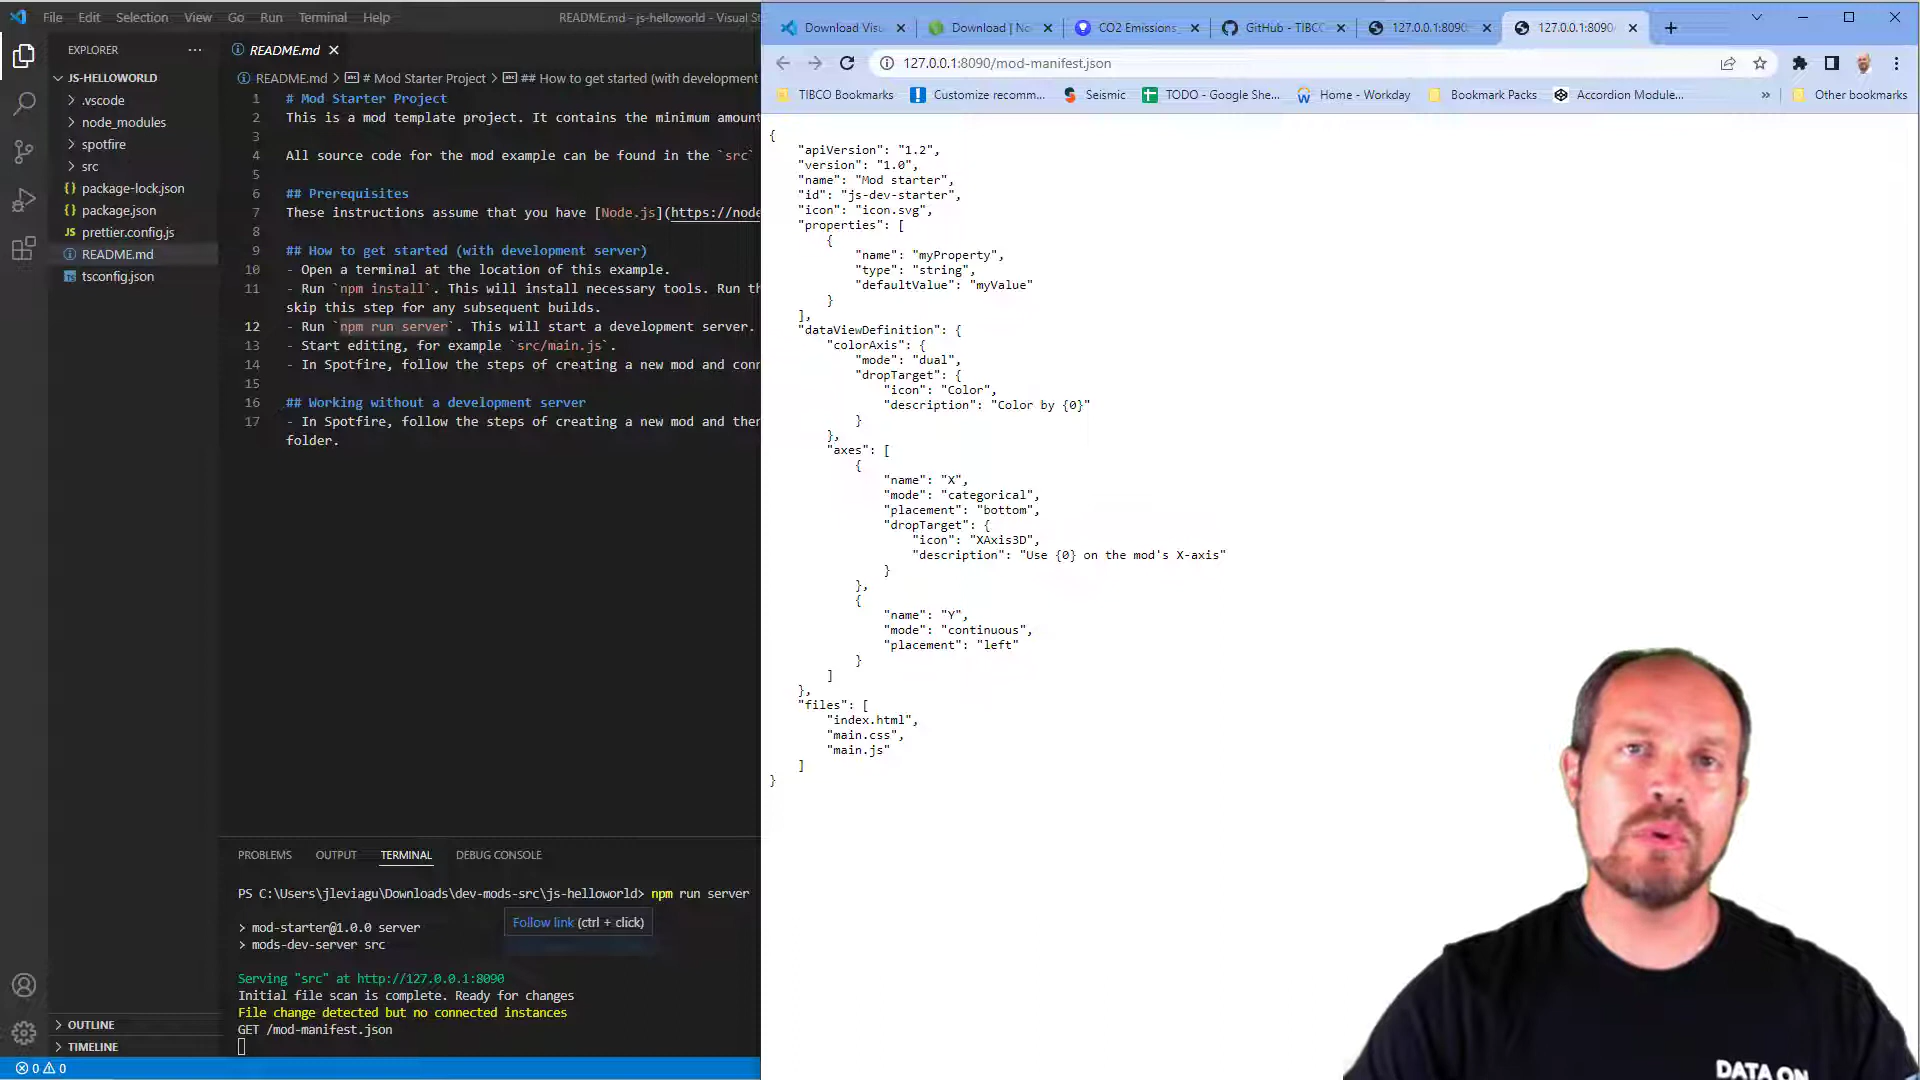 File Edit Selection View Go Run Terminal Help
README.md - js-helloworld - Visual S
EXPLORER
JS-HELLOWORLD
.vscode
node_modules
spotfire
src
package-lock.json
package.json
prettier.config.js
README.md
tsconfig.json
OUTLINE
TIMELINE
0 0
README.md
README.md > # Mod Starter Project > ## How to get started (with development
1 # Mod Starter Project
2 This is a mod template project. It contains the minimum amount
3
4 All source code for the mod example can be found in the `src`
5
6 ## Prerequisites
7 These instructions assume that you have [Node.js](https://node
8
9 ## How to get started (with development server)
10 - Open a terminal at the location of this example.
11 - Run `npm install`. This will install necessary tools. Run th
skip this step for any subsequent builds.
12 - Run `npm run server`. This will start a development server.
13 - Start editing, for example `src/main.js`.
14 - In Spotfire, follow the steps of creating a new mod and conn
15
16 ## Working without a development server
17 - In Spotfire, follow the steps of creating a new mod and then
folder.
PROBLEMS OUTPUT TERMINAL DEBUG CONSOLE
PS C:\Users\jleviagu\Downloads\dev-mods-src\js-helloworld> npm run server
Follow link (ctrl + click)
> mod-starter@1.0.0 server
> mods-dev-server src
Serving "src" at http://127.0.0.1:8090
Initial file scan is complete. Ready for changes
File change detected but no connected instances
GET /mod-manifest.json
Download Visu Download | No CO2 Emissions_ GitHub - TIBCO 127.0.0.1:8090 127.0.0.1:8090
127.0.0.1:8090/mod-manifest.json
TIBCO Bookmarks Customize recomm... Seismic TODO - Google She... Home - Workday Bookmark Packs Accordion Module... » Other bookmarks
{
"apiVersion": "1.2",
"version": "1.0",
"name": "Mod starter",
"id": "js-dev-starter",
"icon": "icon.svg",
"properties": [
{
"name": "myProperty",
"type": "string",
"defaultValue": "myValue"
}
],
"dataViewDefinition": {
"colorAxis": {
"mode": "dual",
"dropTarget": {
"icon": "Color",
"description": "Color by {0}"
}
},
"axes": [
{
"name": "X",
"mode": "categorical",
"placement": "bottom",
"dropTarget": {
"icon": "XAxis3D",
"description": "Use {0} on the mod's X-axis"
}
},
{
"name": "Y",
"mode": "continuous",
"placement": "left"
}
]
},
"files": [
"index.html",
"main.css",
"main.js"
]
}
DATA ON